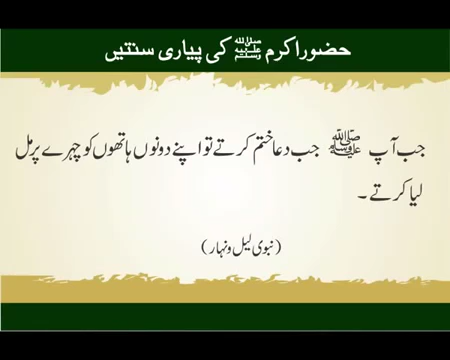 حضور اکرم ﷺ کی پیاری سنتیں
جب آپ ﷺ جب دعا ختم کرتے تو اپنے دونوں ہاتھوں کو چہرے پر مل
لیا کرتے ۔
(نبوی لیل و نہار)